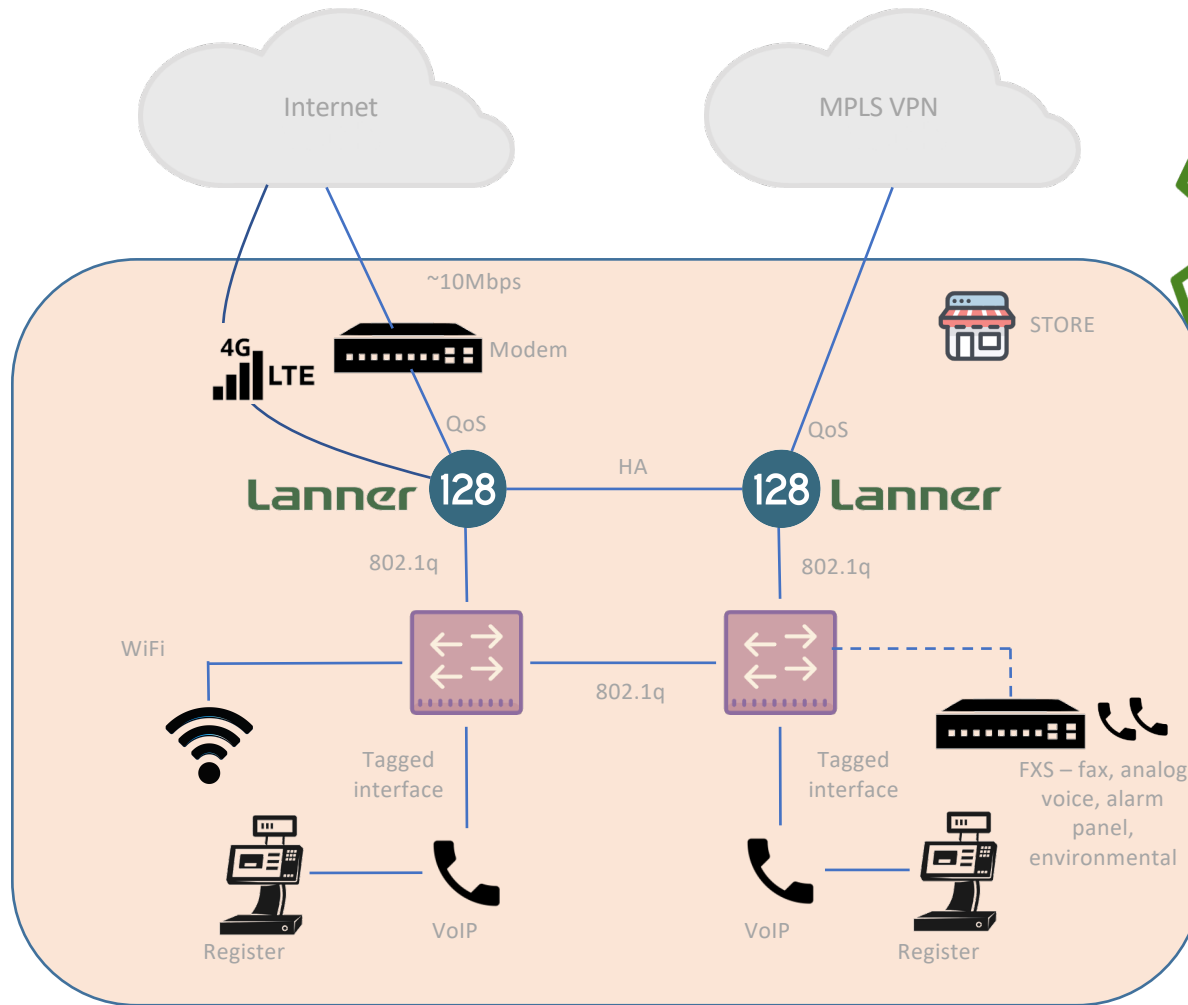 Internet
MPLS VPN
~10Mbps
STORE
Modem
4G
LTE
QoS
QoS
HA
Lanner
128
128
Lanner
802.1q
802.1q
WiFi
802.1q
Tagged
interface
Tagged
interface
FXS – fax, analog
voice, alarm
panel,
environmental
VoIP
VoIP
Register
Register